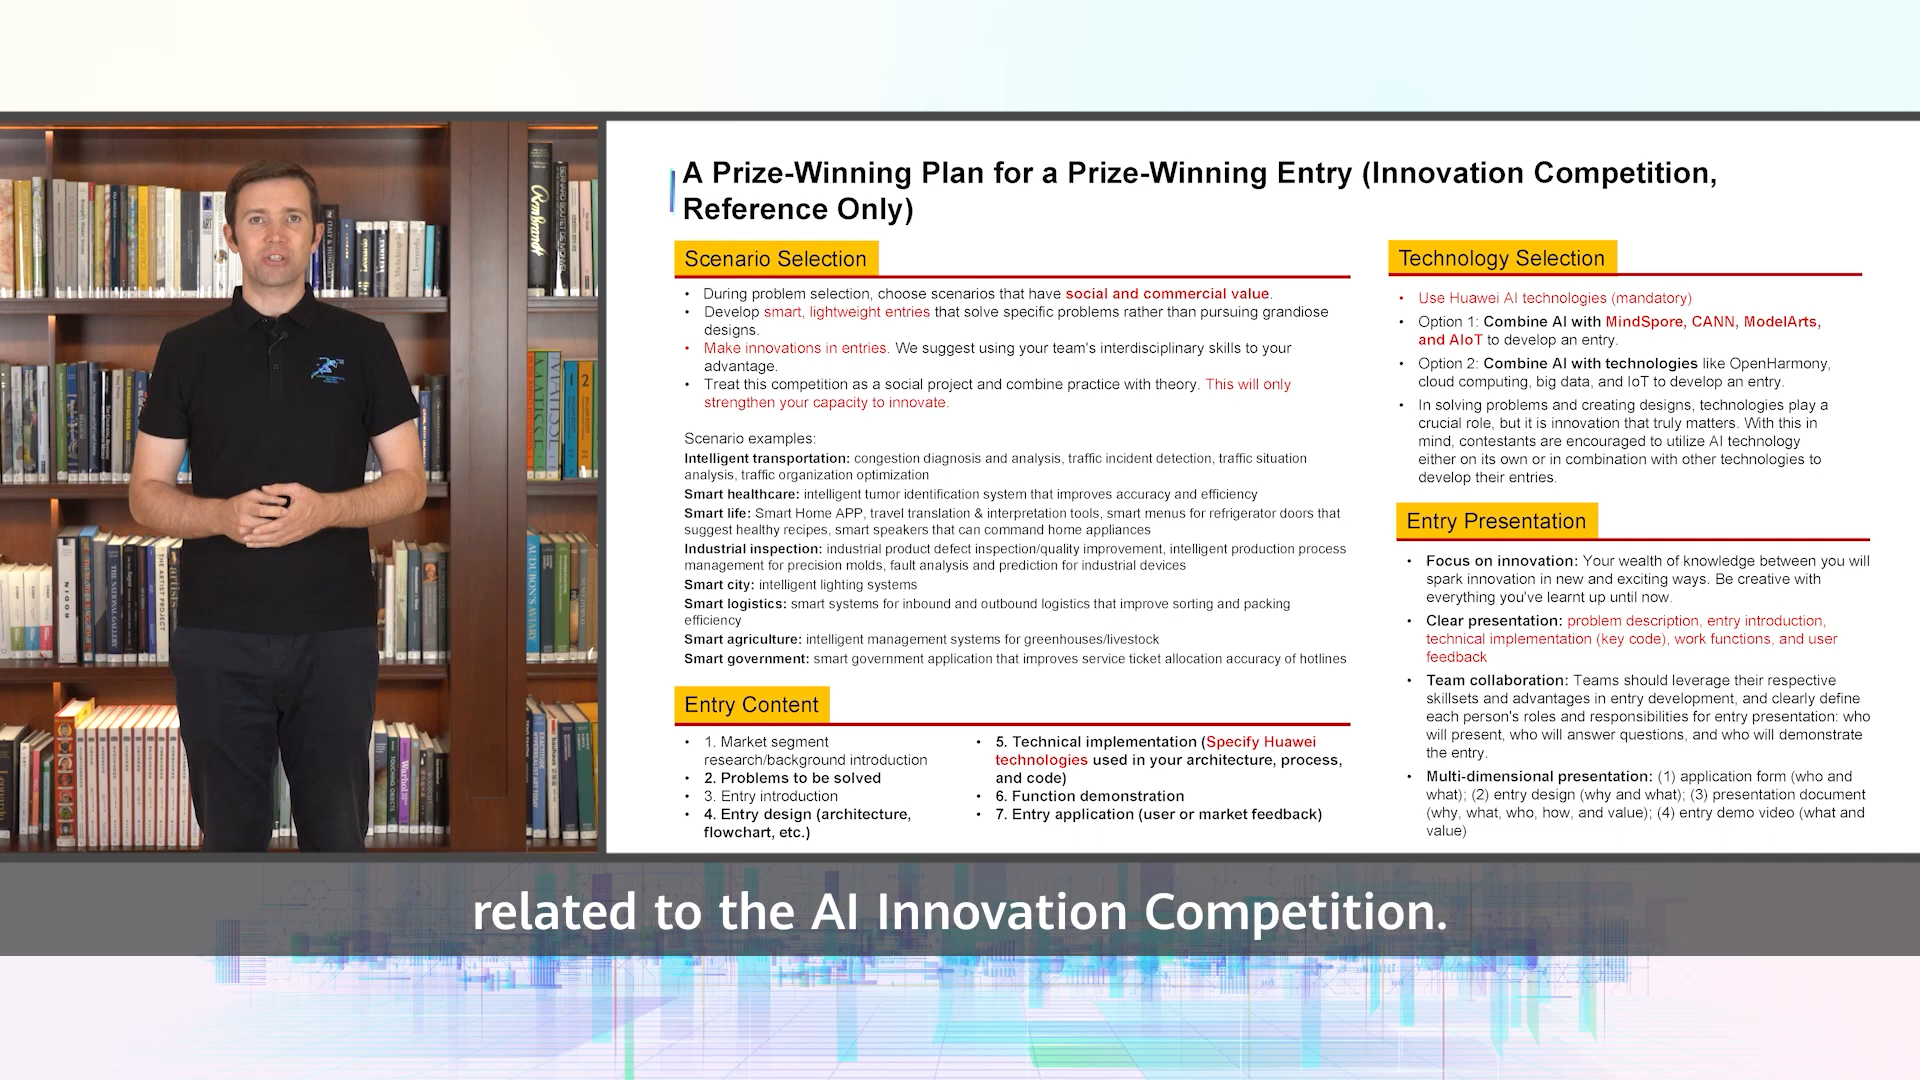 A Prize-Winning Plan for a Prize-Winning Entry (Innovation Competition,
Reference Only)
Scenario Selection
• During problem selection, choose scenarios that have social and commercial value.
• Develop smart, lightweight entries that solve specific problems rather than pursuing grandiose
designs.
• Make innovations in entries. We suggest using your team's interdisciplinary skills to your
advantage.
• Treat this competition as a social project and combine practice with theory. This will only
strengthen your capacity to innovate.
Scenario examples:
Intelligent transportation: congestion diagnosis and analysis, traffic incident detection, traffic situation
analysis, traffic organization optimization
Smart healthcare: intelligent tumor identification system that improves accuracy and efficiency
Smart life: Smart Home APP, travel translation & interpretation tools, smart menus for refrigerator doors that
suggest healthy recipes, smart speakers that can command home appliances
Industrial inspection: industrial product defect inspection/quality improvement, intelligent production process
management for precision molds, fault analysis and prediction for industrial devices
Smart city: intelligent lighting systems
Smart logistics: smart systems for inbound and outbound logistics that improve sorting and packing
efficiency
Smart agriculture: intelligent management systems for greenhouses/livestock
Smart government: smart government application that improves service ticket allocation accuracy of hotlines
Entry Content
• 1. Market segment
research/background introduction
• 2. Problems to be solved
• 3. Entry introduction
• 4. Entry design (architecture,
flowchart, etc.)
• 5. Technical implementation (Specify Huawei
technologies used in your architecture, process,
and code)
• 6. Function demonstration
• 7. Entry application (user or market feedback)
Technology Selection
• Use Huawei AI technologies (mandatory)
• Option 1: Combine AI with MindSpore, CANN, ModelArts,
and AIoT to develop an entry.
• Option 2: Combine AI with technologies like OpenHarmony,
cloud computing, big data, and IoT to develop an entry.
• In solving problems and creating designs, technologies play a
crucial role, but it is innovation that truly matters. With this in
mind, contestants are encouraged to utilize AI technology
either on its own or in combination with other technologies to
develop their entries.
Entry Presentation
• Focus on innovation: Your wealth of knowledge between you will
spark innovation in new and exciting ways. Be creative with
everything you've learnt up until now.
• Clear presentation: problem description, entry introduction,
technical implementation (key code), work functions, and user
feedback
• Team collaboration: Teams should leverage their respective
skillsets and advantages in entry development, and clearly define
each person's roles and responsibilities for entry presentation: who
will present, who will answer questions, and who will demonstrate
the entry.
• Multi-dimensional presentation: (1) application form (who and
what); (2) entry design (why and what); (3) presentation document
(why, what, who, how, and value); (4) entry demo video (what and
value)
Rembrandt
MATISSE
THE NATIONAL GALLERY
THE ARTIST PROJECT
AUDUBON'S AVIARY
Warhol
related to the AI Innovation Competition.